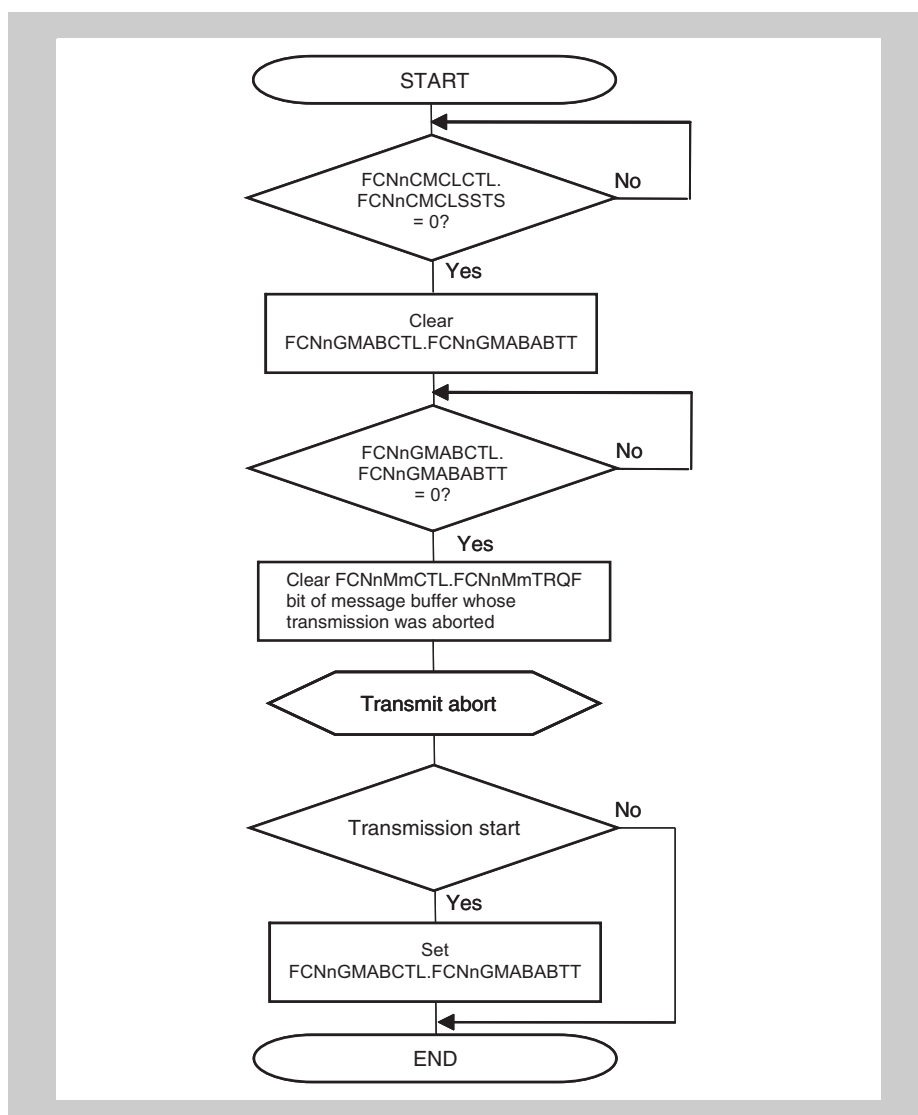 START
FCNnCMCLCTL.
FCNnCMCLSSTS
= 0?
No
Yes
Clear
FCNnGMABCTL.FCNnGMABABTT
FCNnGMABCTL.
FCNnGMABABTT
= 0?
No
Yes
Clear FCNnMmCTL.FCNnMmTRQF
bit of message buffer whose
transmission was aborted
Transmit abort
Transmission start
No
Yes
Set
FCNnGMABCTL.FCNnGMABABTT
END